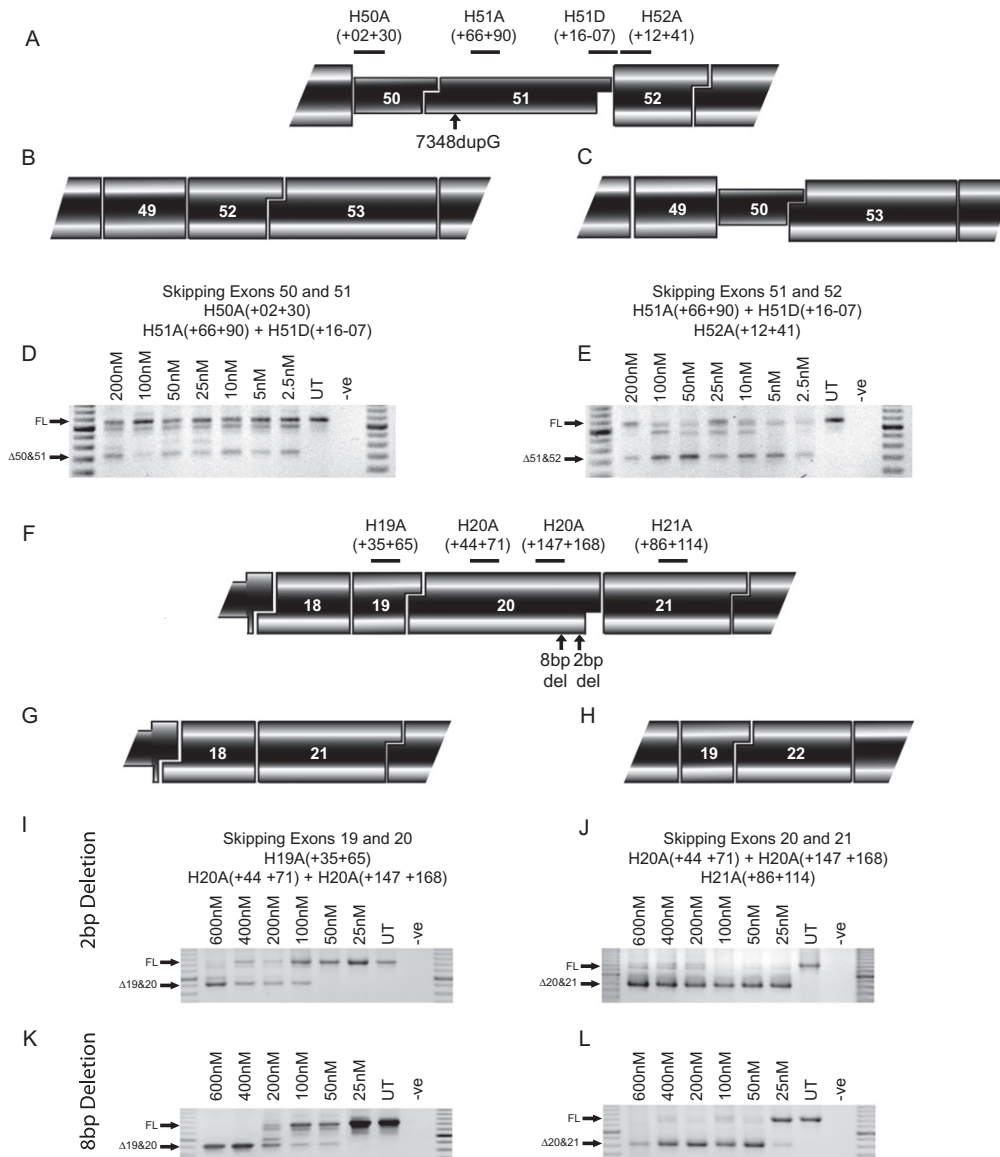 A
H50A
(+02+30)
H51A
(+66+90)
H51D
(+16-07)
H52A
(+12+41)
50
51
52
7348dupG
B
49
52
53
C
49
50
53
Skipping Exons 50 and 51
H50A(+02+30)
H51A(+66+90) + H51D(+16-07)
D
200nM
100nM
50nM
25nM
10nM
5nM
2.5nM
UT
-ve
FL
Δ50&51
Skipping Exons 51 and 52
H51A(+66+90) + H51D(+16-07)
H52A(+12+41)
E
200nM
100nM
50nM
25nM
10nM
5nM
2.5nM
UT
-ve
FL
Δ51&52
F
H19A
(+35+65)
H20A
(+44+71)
H20A
(+147+168)
H21A
(+86+114)
18
19
20
21
8bp
del
2bp
del
G
18
21
H
19
22
2bp Deletion
I
Skipping Exons 19 and 20
H19A(+35+65)
H20A(+44 +71) + H20A(+147 +168)
600nM
400nM
200nM
100nM
50nM
25nM
UT
-ve
FL
Δ19&20
J
Skipping Exons 20 and 21
H20A(+44 +71) + H20A(+147 +168)
H21A(+86+114)
600nM
400nM
200nM
100nM
50nM
25nM
UT
-ve
FL
Δ20&21
8bp Deletion
K
600nM
400nM
200nM
100nM
50nM
25nM
UT
-ve
FL
Δ19&20
L
600nM
400nM
200nM
100nM
50nM
25nM
UT
-ve
FL
Δ20&21